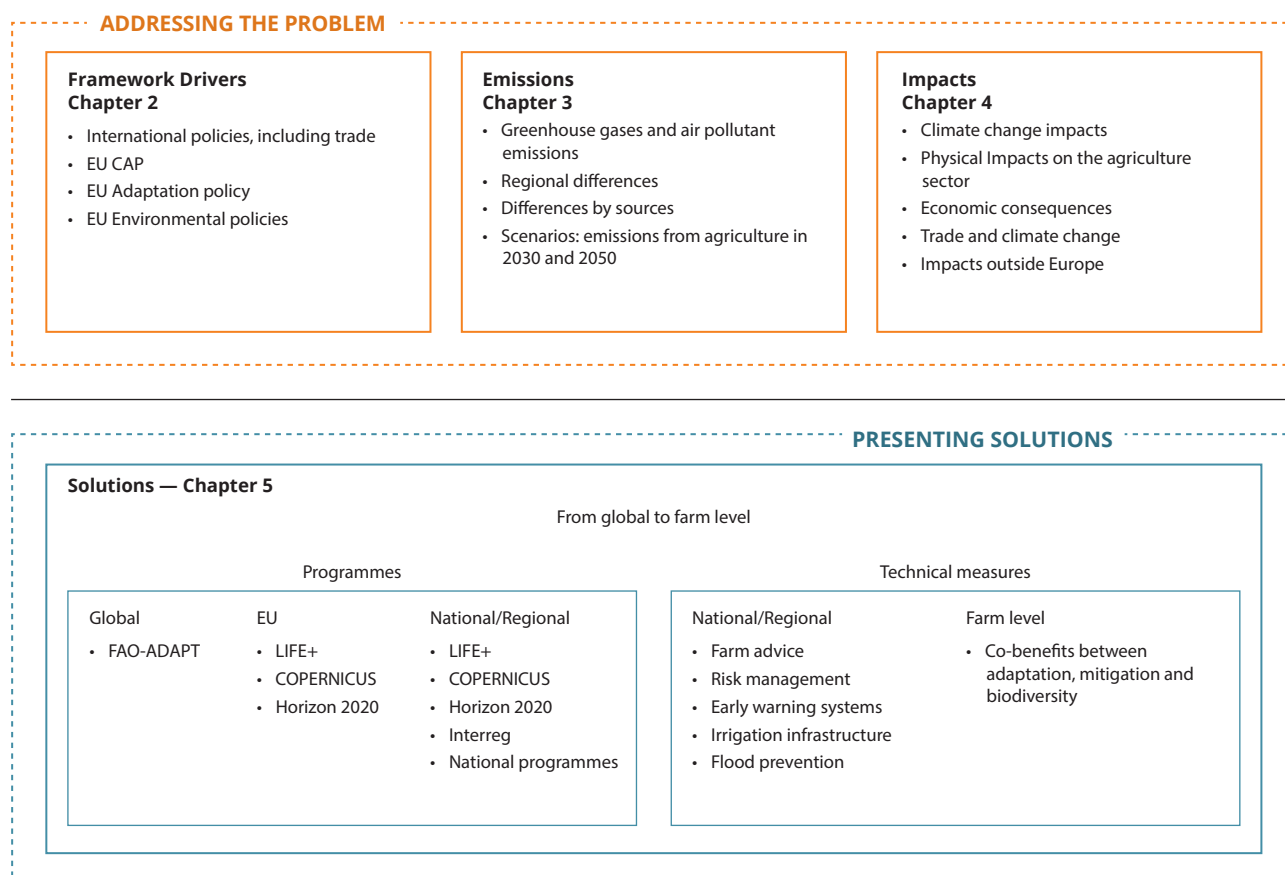 ADDRESSING THE PROBLEM
Framework Drivers
Chapter 2
• International policies, including trade
• EU CAP
• EU Adaptation policy
• EU Environmental policies
Emissions
Chapter 3
• Greenhouse gases and air pollutant
emissions
• Regional differences
• Differences by sources
• Scenarios: emissions from agriculture in
2030 and 2050
Impacts
Chapter 4
• Climate change impacts
• Physical Impacts on the agriculture
sector
• Economic consequences
• Trade and climate change
• Impacts outside Europe
PRESENTING SOLUTIONS
Solutions — Chapter 5
From global to farm level
Programmes
Global
• FAO-ADAPT
EU
• LIFE+
• COPERNICUS
• Horizon 2020
National/Regional
• LIFE+
• COPERNICUS
• Horizon 2020
• Interreg
• National programmes
Technical measures
National/Regional
• Farm advice
• Risk management
• Early warning systems
• Irrigation infrastructure
• Flood prevention
Farm level
• Co-benefits between
adaptation, mitigation and
biodiversity